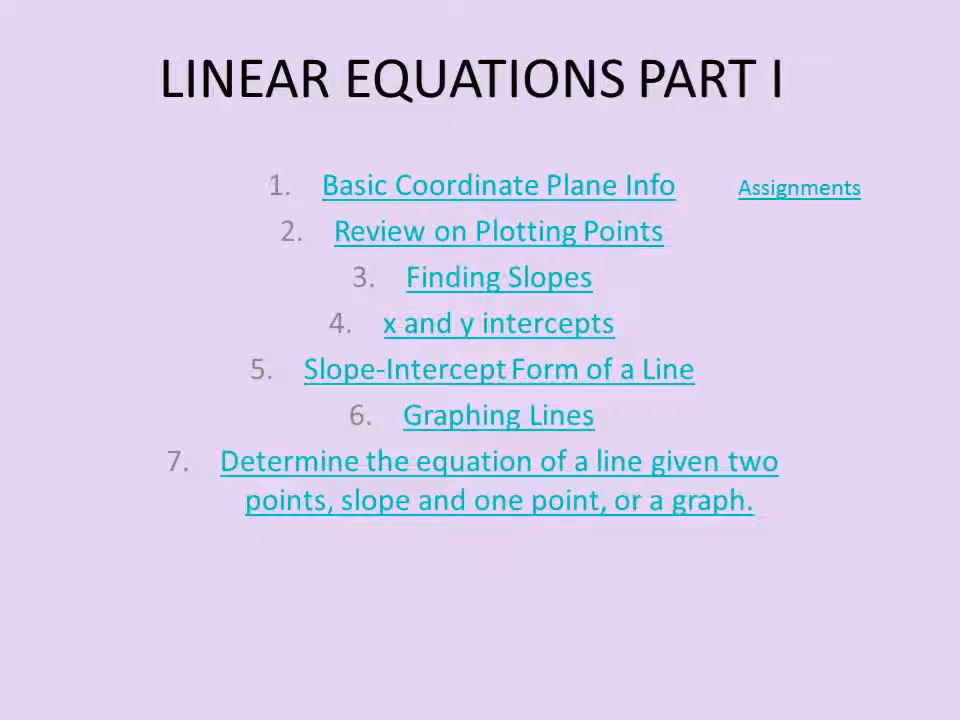 LINEAR EQUATIONS PART I
1. Basic Coordinate Plane Info
Assignments
2. Review on Plotting Points
3. Finding Slopes
4. x and y intercepts
5. Slope-Intercept Form of a Line
6. Graphing Lines
7. Determine the equation of a line given two
points, slope and one point, or a graph.